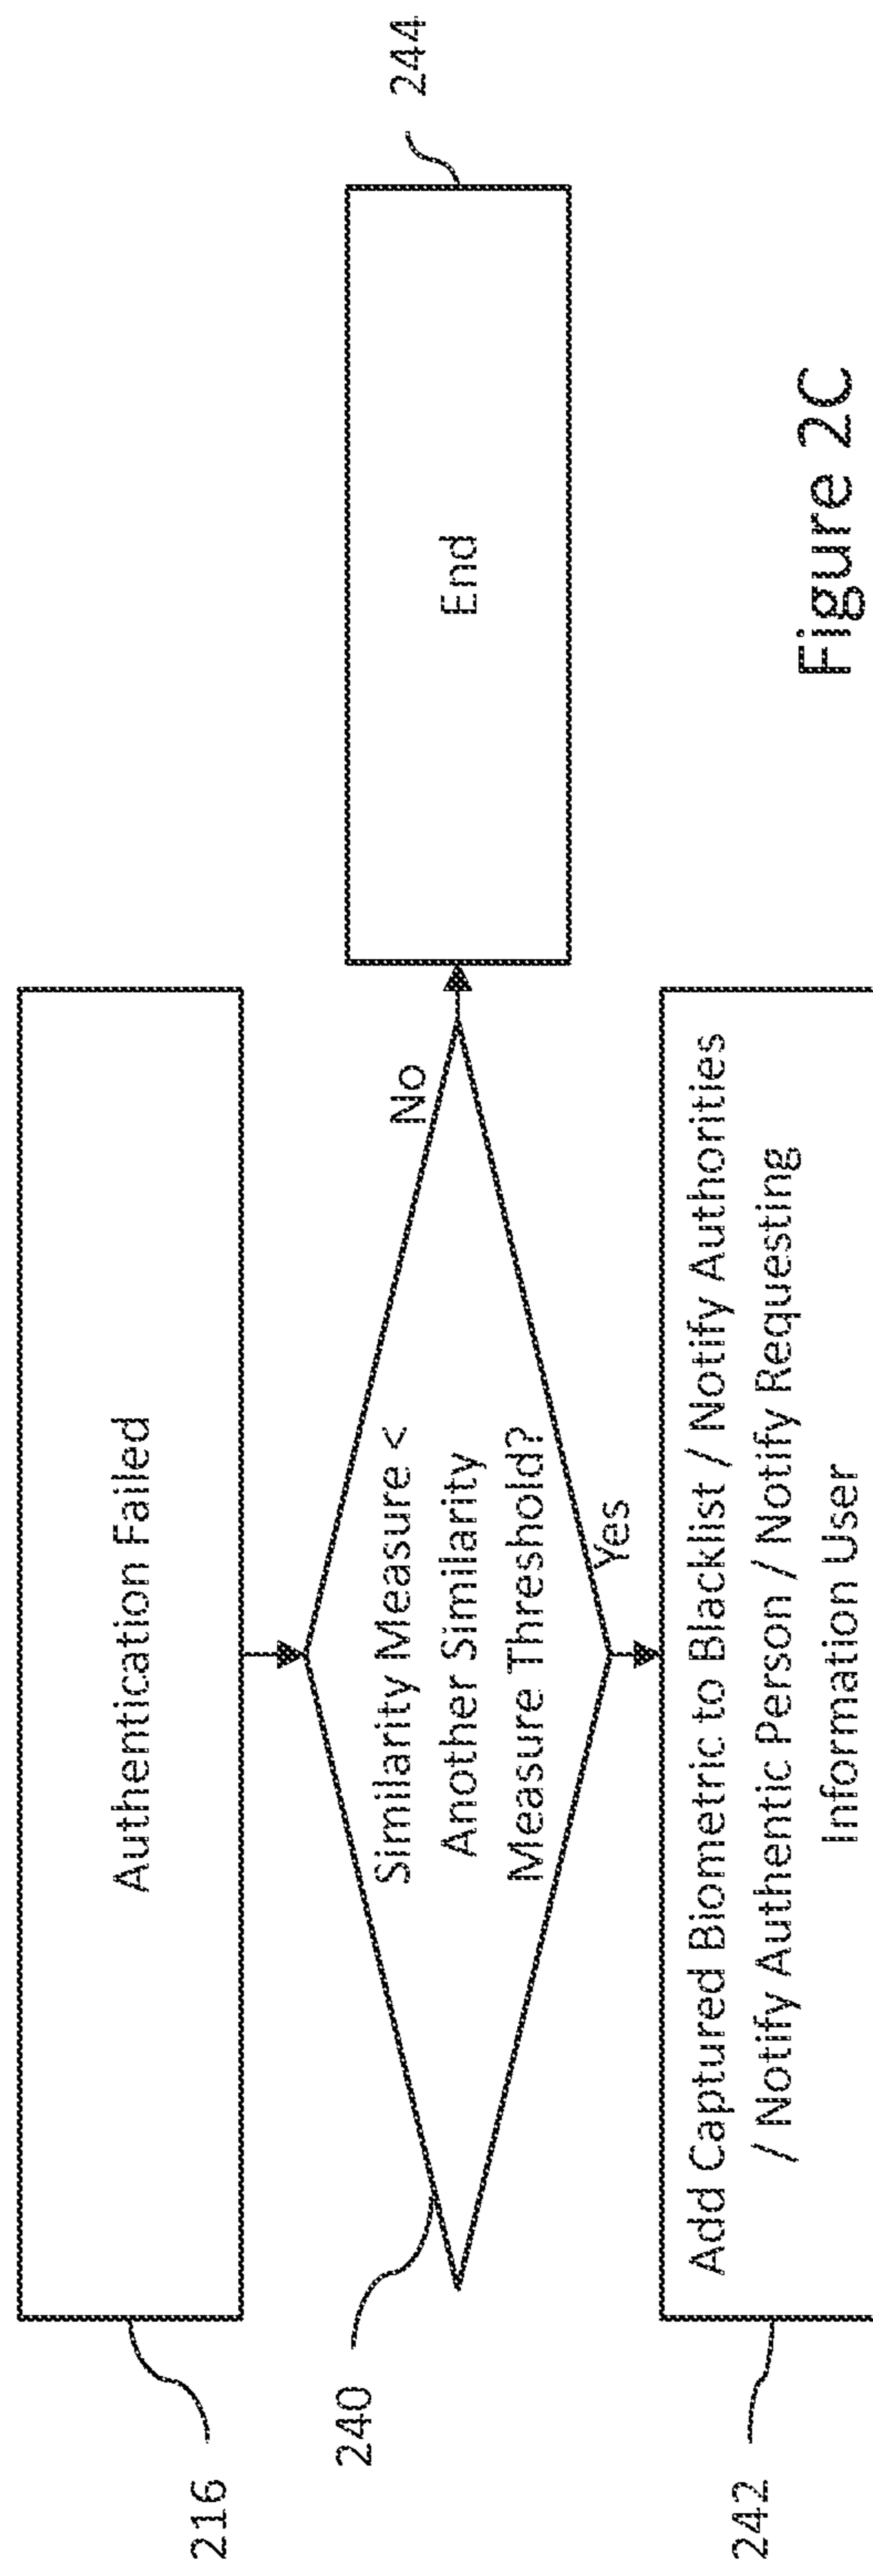 216
Authentication Failed
240
Similarity Measure <
Another Similarity
Measure Threshold?
No
End
244
Yes
242
Add Captured Biometric to Blacklist / Notify Authorities
/ Notify Authentic Person / Notify Requesting
Information User
Figure 2C